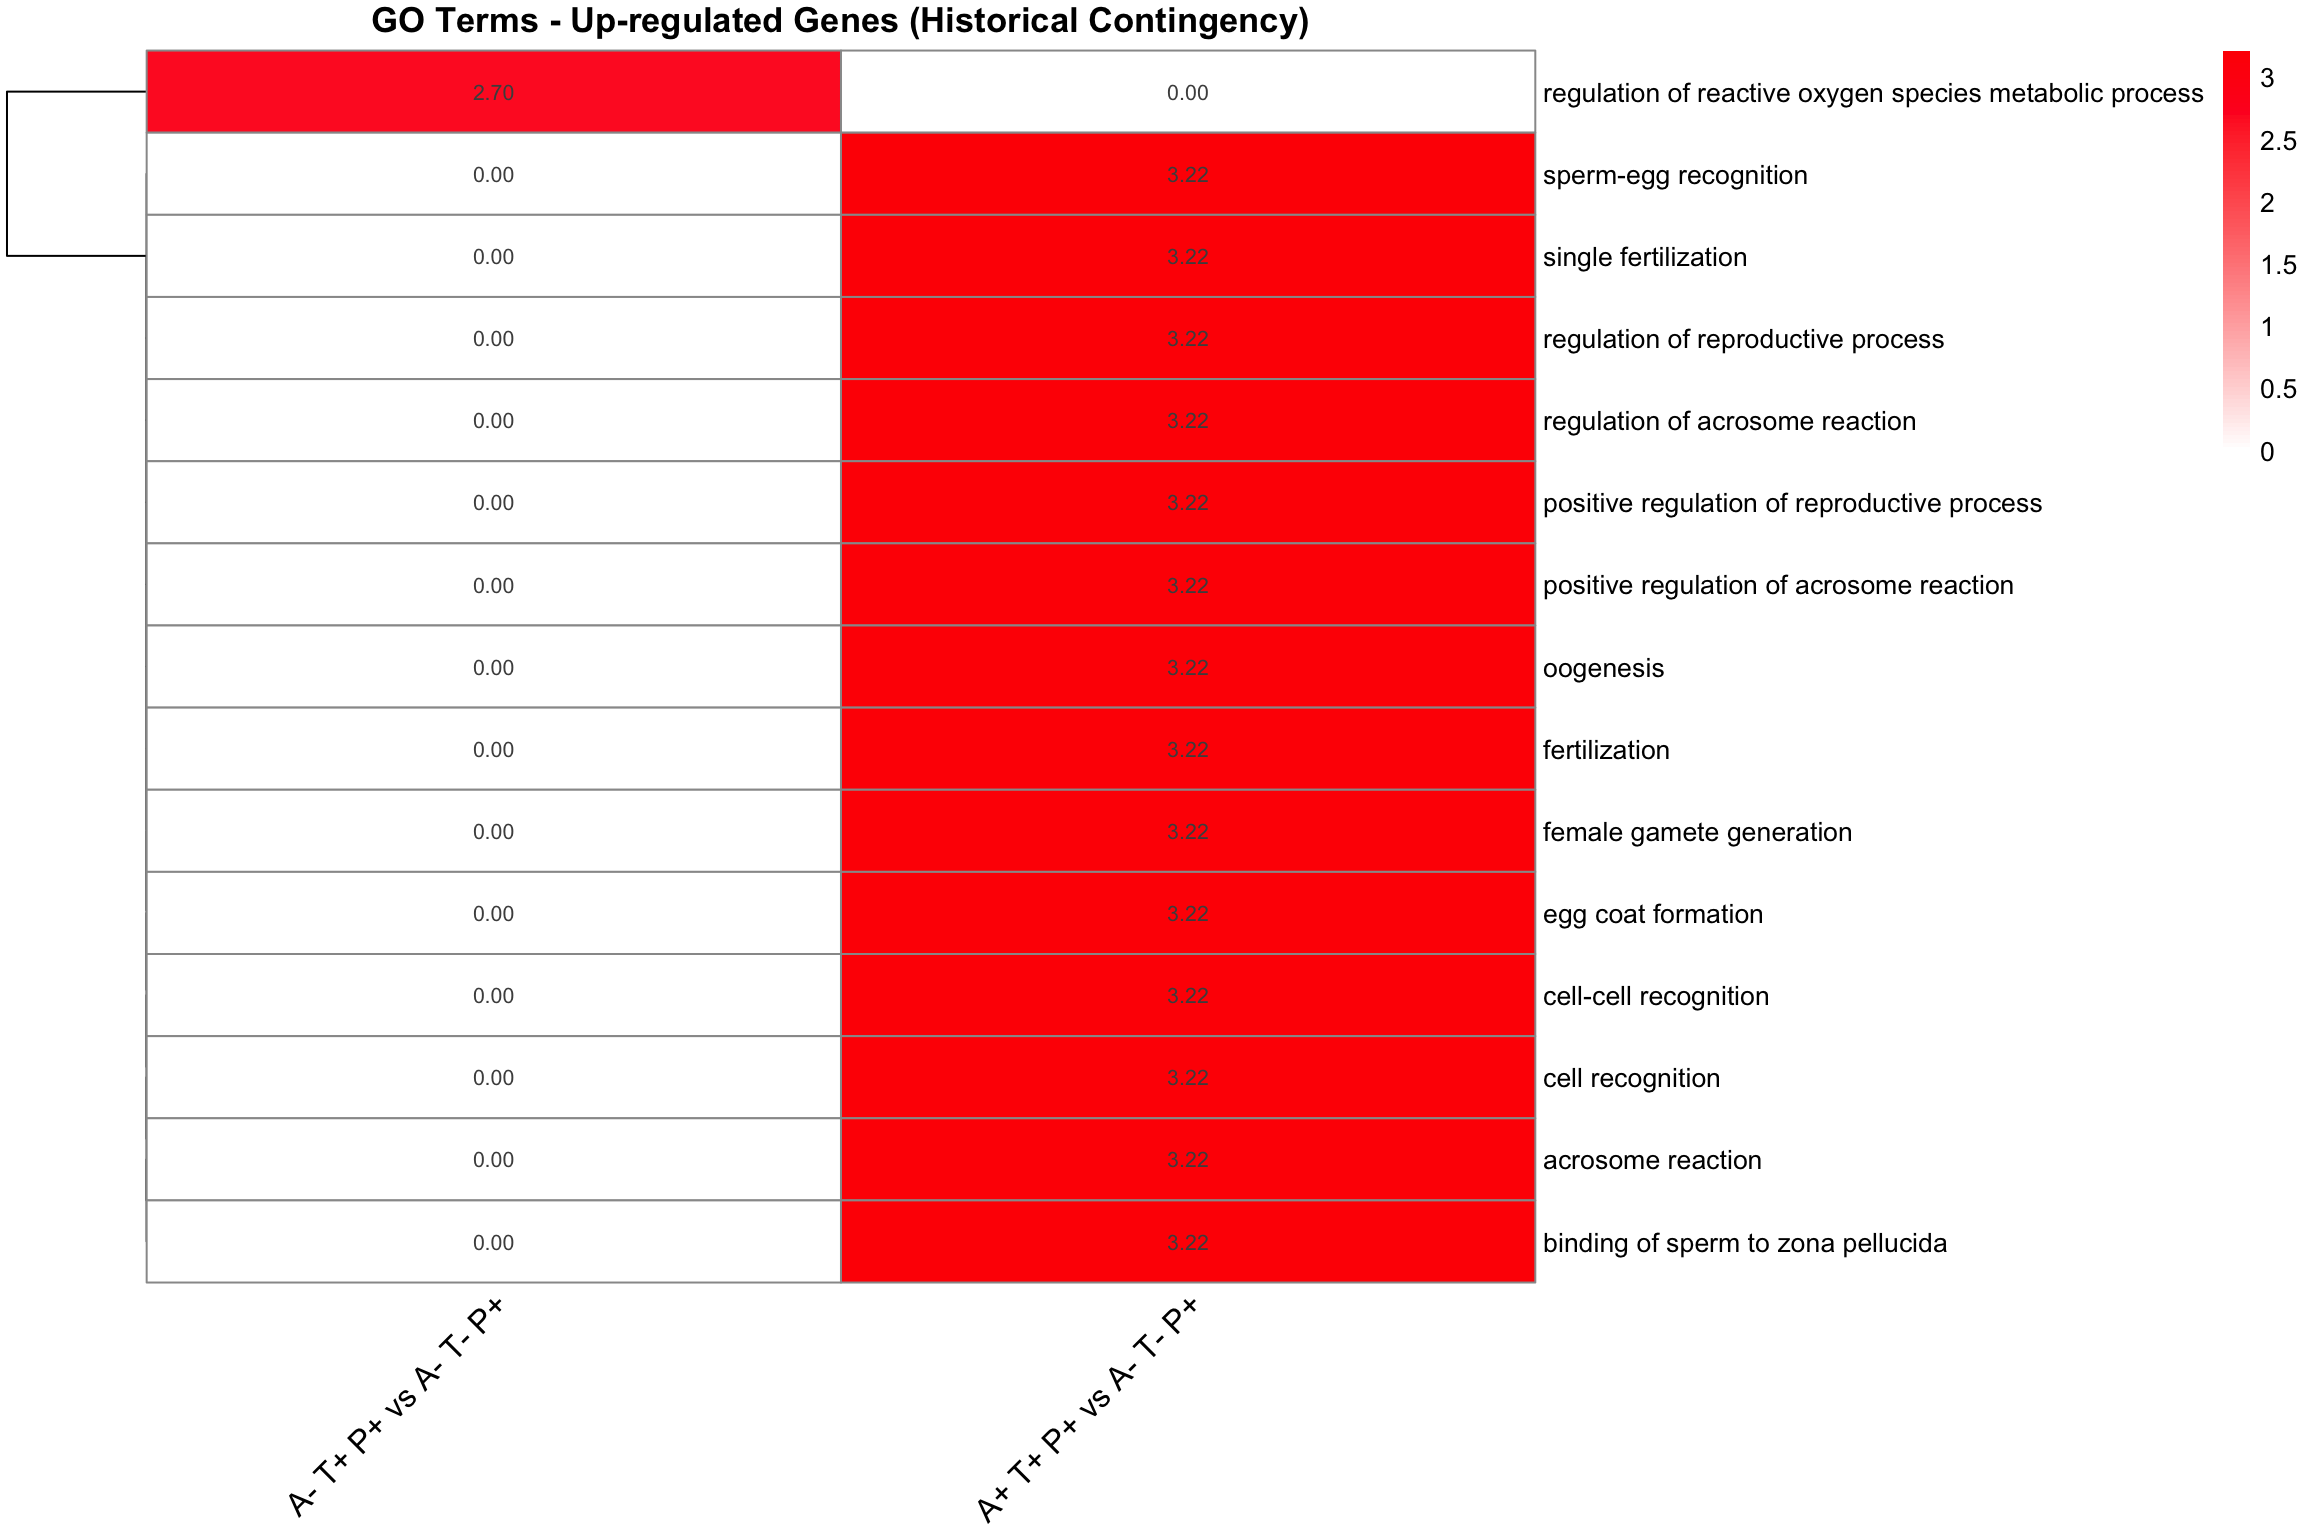 GO Terms - Up-regulated Genes (Historical Contingency)
2.70 0.00 regulation of reactive oxygen species metabolic process
0.00 3.22 sperm-egg recognition
0.00 3.22 single fertilization
0.00 3.22 regulation of reproductive process
0.00 3.22 regulation of acrosome reaction
0.00 3.22 positive regulation of reproductive process
0.00 3.22 positive regulation of acrosome reaction
0.00 3.22 oogenesis
0.00 3.22 fertilization
0.00 3.22 female gamete generation
0.00 3.22 egg coat formation
0.00 3.22 cell-cell recognition
0.00 3.22 cell recognition
0.00 3.22 acrosome reaction
0.00 3.22 binding of sperm to zona pellucida
A- T+ P+ vs A- T- P+
A+ T+ P+ vs A- T- P+
3
2.5
2
1.5
1
0.5
0